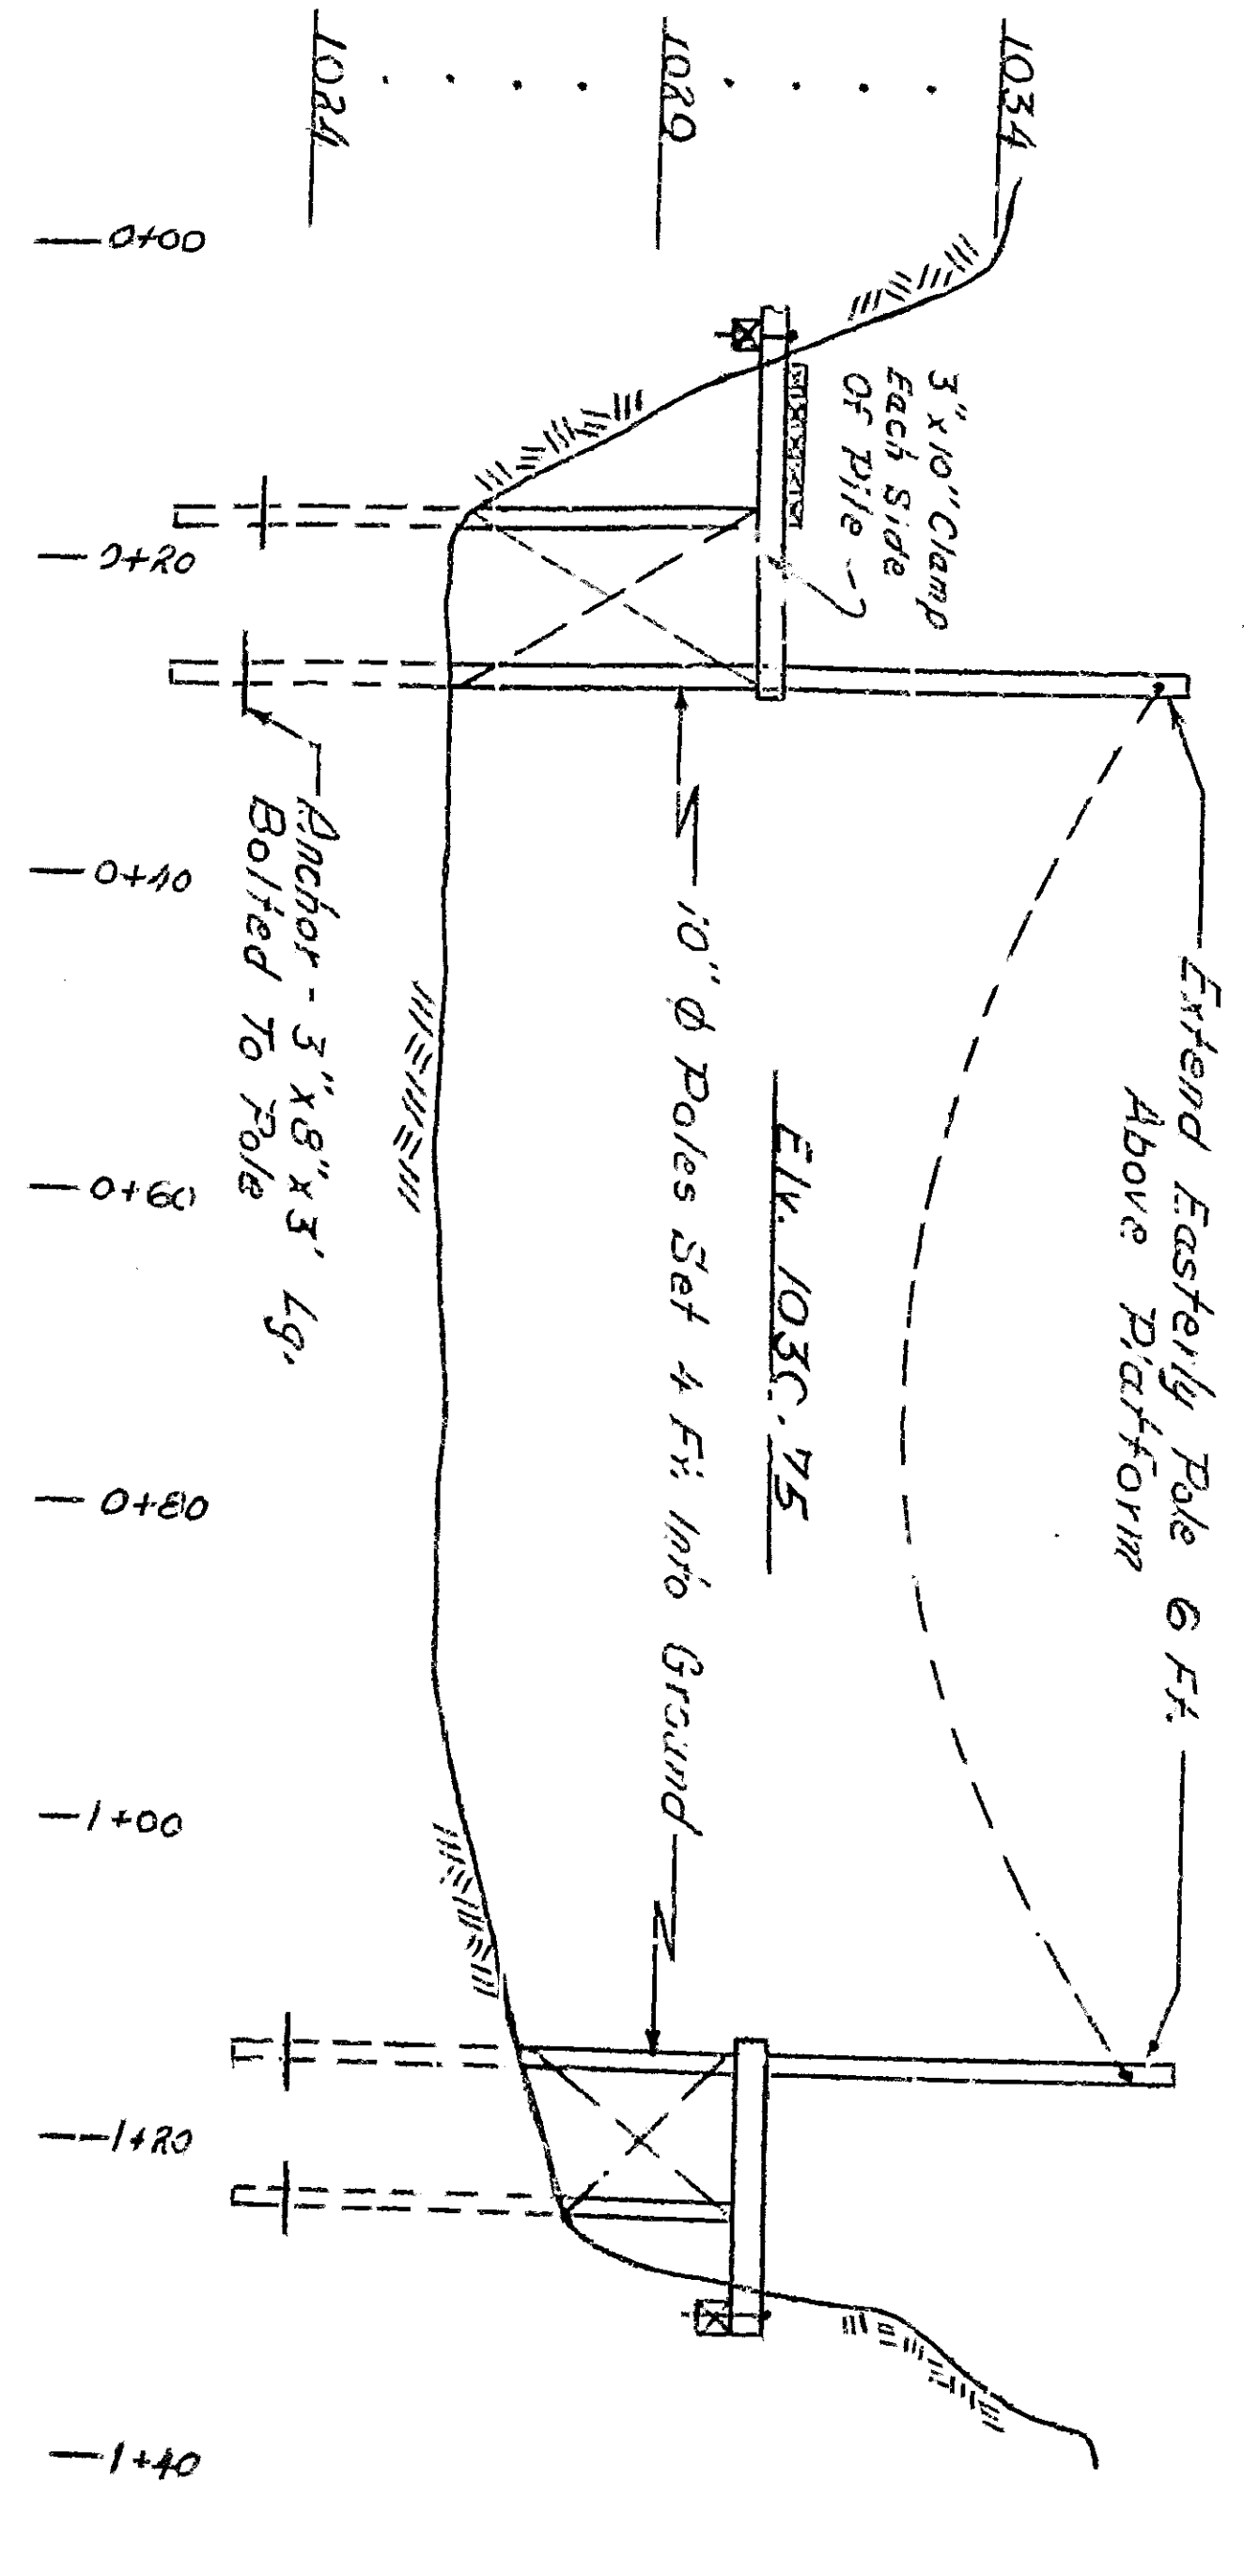 1034
1029
1024
3"x10" Clamp
Each Side
Of Pile
Extend Easterly Pole 6 Ft.
Above Platform
Elv. 1030.75
10" ϕ Poles Set 4 Ft. Into Ground
Anchor - 3"x8"x3' Lg.
Bolted To Pole
0+00
0+20
0+40
0+60
0+80
1+00
1+20
1+40